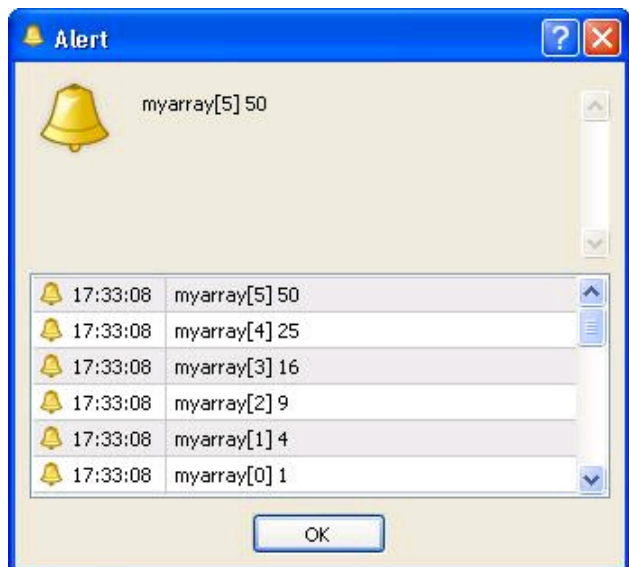 Alert
myarray[5] 50
17:33:08 myarray[5] 50
17:33:08 myarray[4] 25
17:33:08 myarray[3] 16
17:33:08 myarray[2] 9
17:33:08 myarray[1] 4
17:33:08 myarray[0] 1
OK